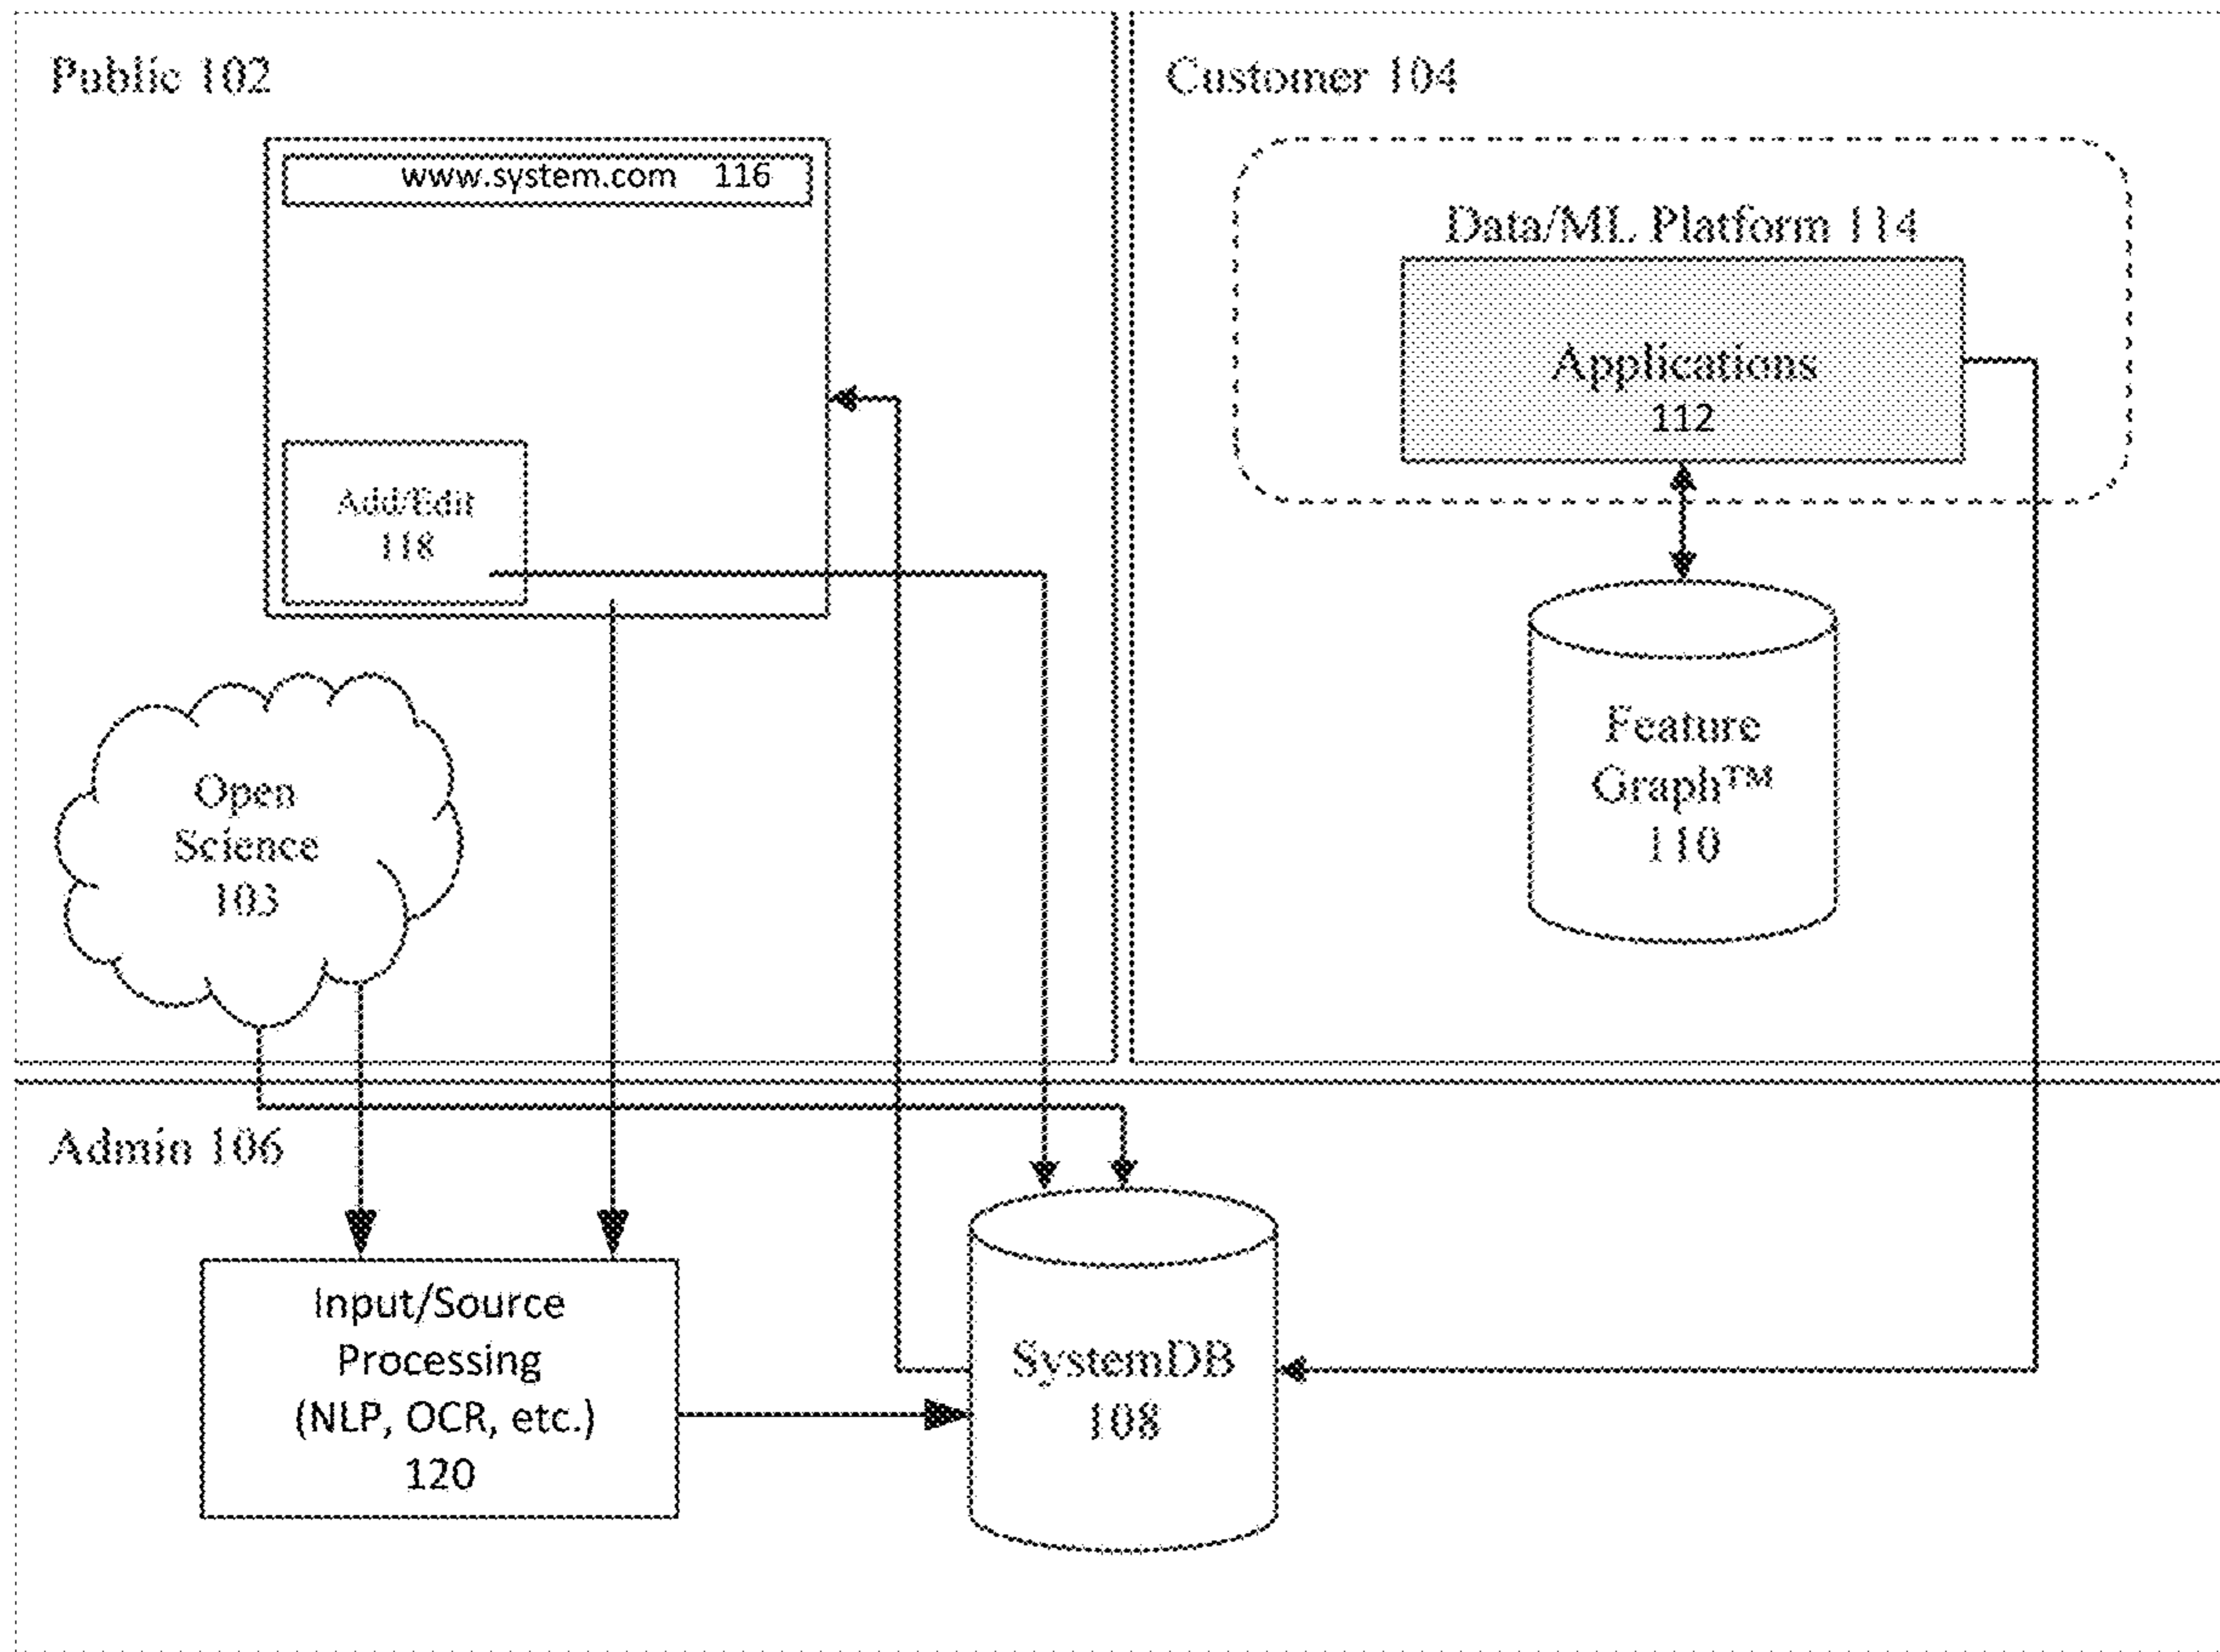 Public 102
www.system.com 116
Add/Edit
118
Open
Science
103
Customer 104
Data/ML Platform 114
Applications
112
Feature
Graph™
110
Admin 106
Input/Source
Processing
(NLP, OCR, etc.)
120
SystemDB
108